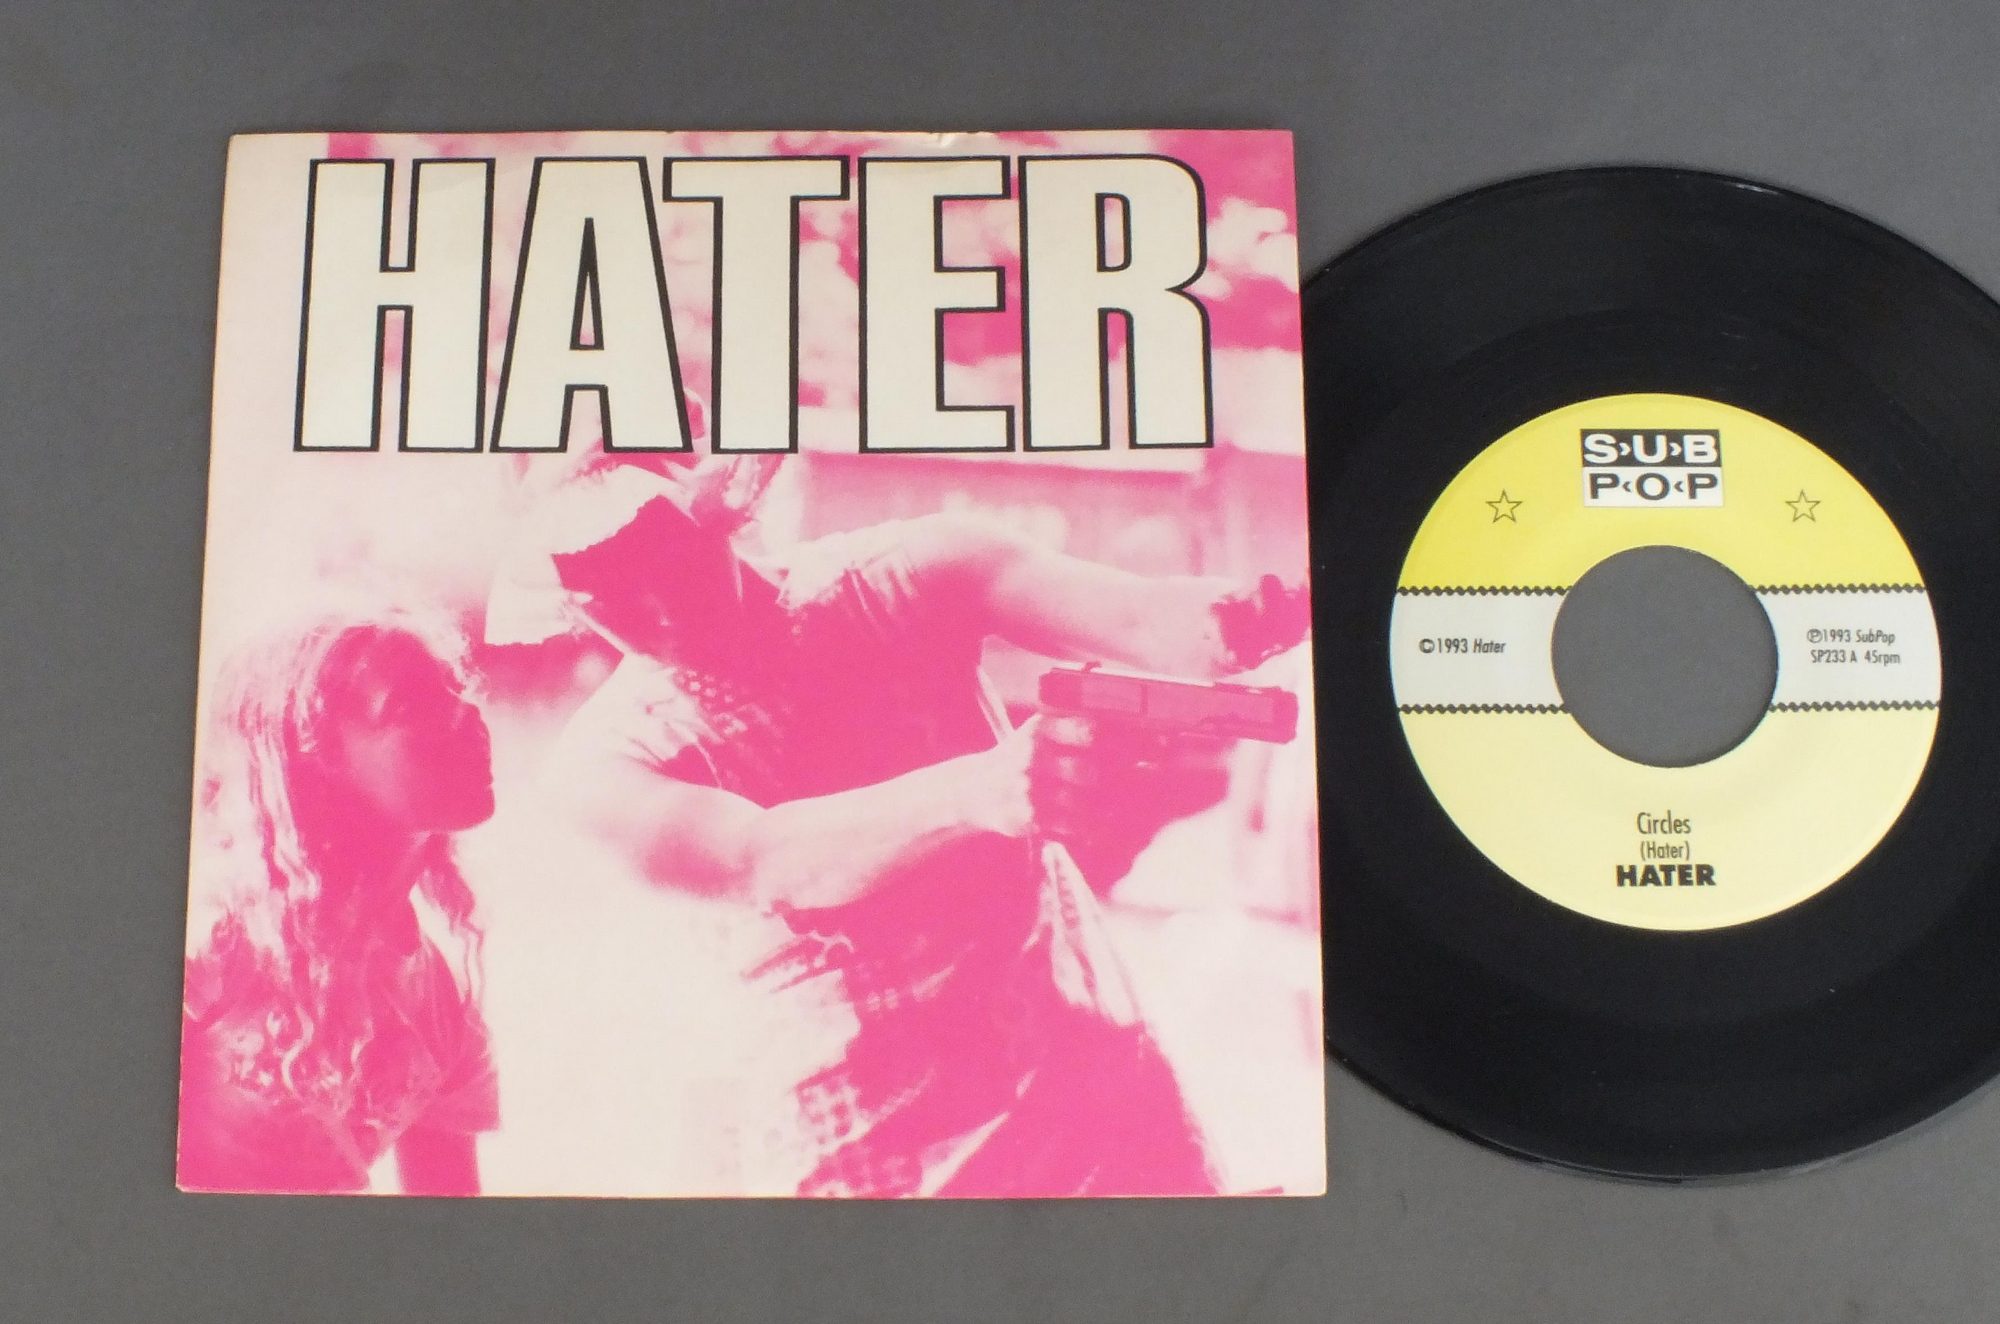 HATER
S›U›B
P‹O‹P
©1993 Hater
℗1993 SubPop
SP233 A 45rpm
Circles
(Hater)
HATER